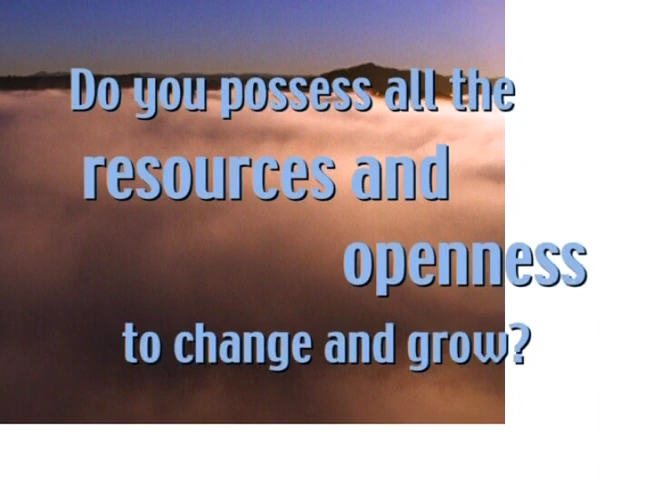 Do you possess all the
resources and
openness
to change and grow?